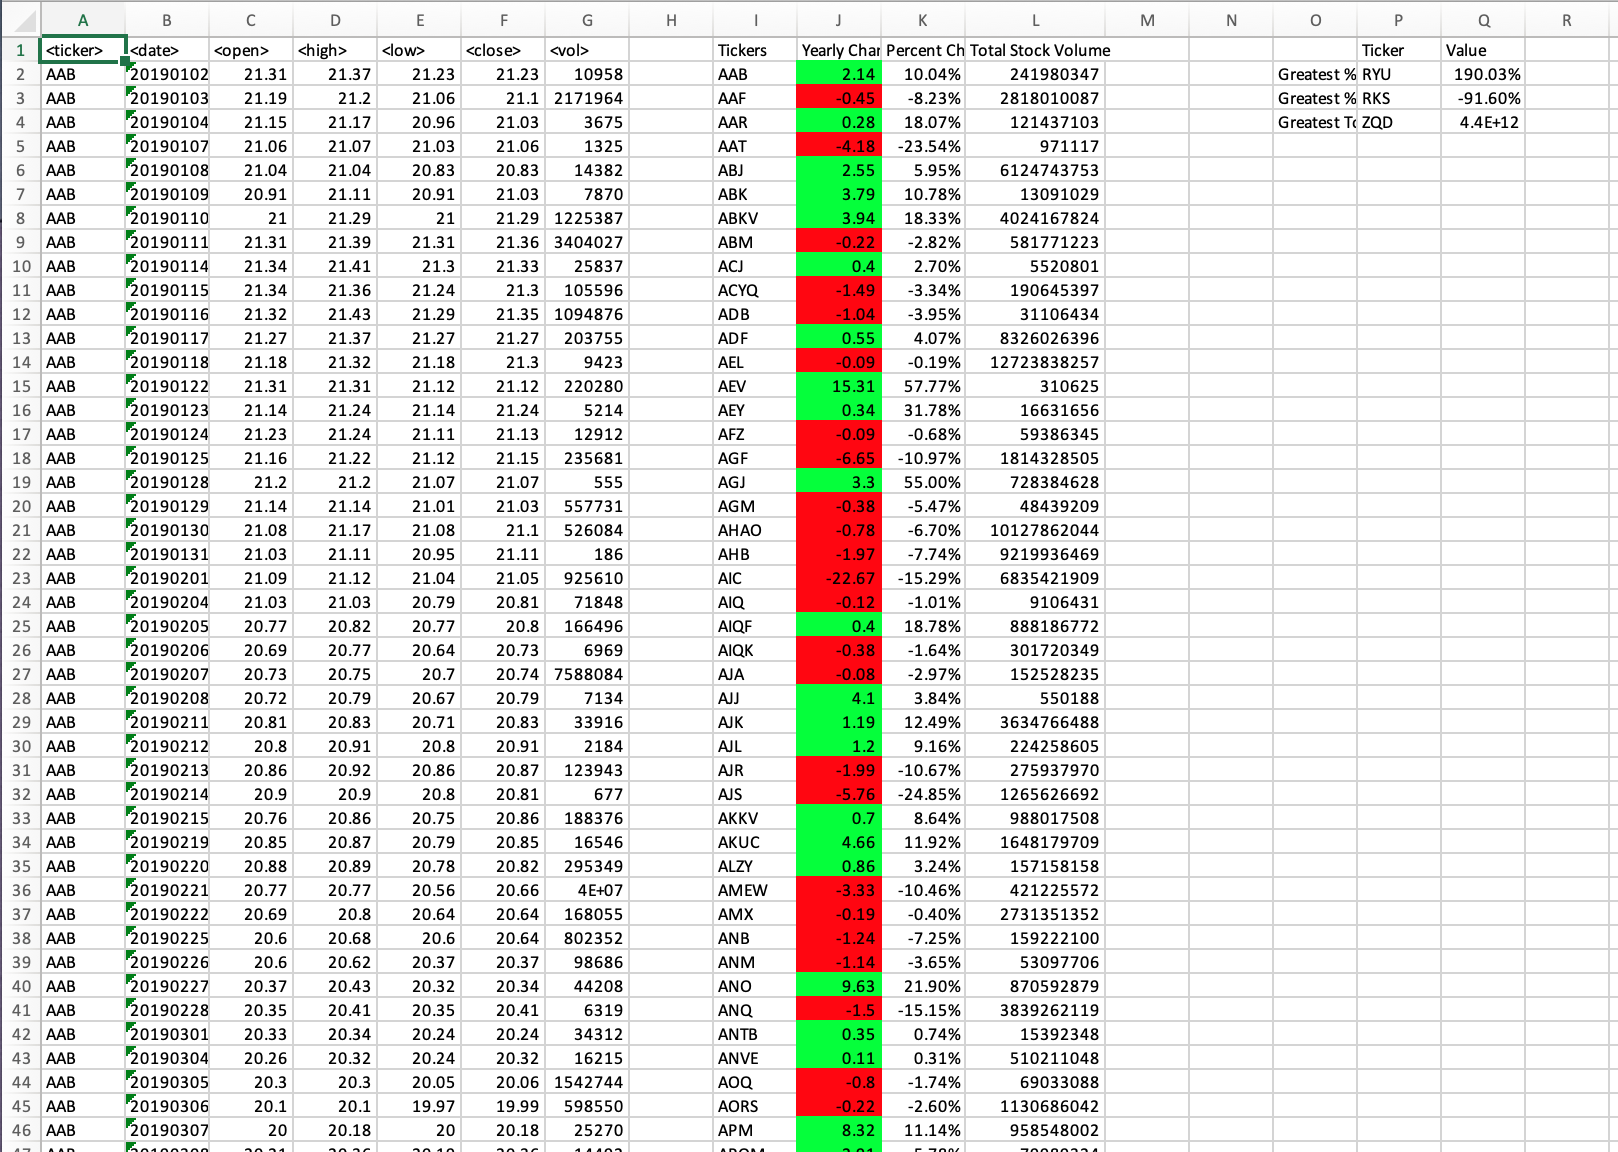 A B C D E F G H I J K L M N O P Q R
1 <ticker> <date> <open> <high> <low> <close> <vol> Tickers Yearly Char Percent Ch Total Stock Volume Ticker Value
2 AAB 20190102 21.31 21.37 21.23 21.23 10958 AAB 2.14 10.04% 241980347 Greatest % RYU 190.03%
3 AAB 20190103 21.19 21.2 21.06 21.1 2171964 AAF -0.45 -8.23% 2818010087 Greatest % RKS -91.60%
4 AAB 20190104 21.15 21.17 20.96 21.03 3675 AAR 0.28 18.07% 121437103 Greatest To ZQD 4.4E+12
5 AAB 20190107 21.06 21.07 21.03 21.06 1325 AAT -4.18 -23.54% 971117
6 AAB 20190108 21.04 21.04 20.83 20.83 14382 ABJ 2.55 5.95% 6124743753
7 AAB 20190109 20.91 21.11 20.91 21.03 7870 ABK 3.79 10.78% 13091029
8 AAB 20190110 21 21.29 21 21.29 1225387 ABKV 3.94 18.33% 4024167824
9 AAB 20190111 21.31 21.39 21.31 21.36 3404027 ABM -0.22 -2.82% 581771223
10 AAB 20190114 21.34 21.41 21.3 21.33 25837 ACJ 0.4 2.70% 5520801
11 AAB 20190115 21.34 21.36 21.24 21.3 105596 ACYQ -1.49 -3.34% 190645397
12 AAB 20190116 21.32 21.43 21.29 21.35 1094876 ADB -1.04 -3.95% 31106434
13 AAB 20190117 21.27 21.37 21.27 21.27 203755 ADF 0.55 4.07% 8326026396
14 AAB 20190118 21.18 21.32 21.18 21.3 9423 AEL -0.09 -0.19% 12723838257
15 AAB 20190122 21.31 21.31 21.12 21.12 220280 AEV 15.31 57.77% 310625
16 AAB 20190123 21.14 21.24 21.14 21.24 5214 AEY 0.34 31.78% 16631656
17 AAB 20190124 21.23 21.24 21.11 21.13 12912 AFZ -0.09 -0.68% 59386345
18 AAB 20190125 21.16 21.22 21.12 21.15 235681 AGF -6.65 -10.97% 1814328505
19 AAB 20190128 21.2 21.2 21.07 21.07 555 AGJ 3.3 55.00% 728384628
20 AAB 20190129 21.14 21.14 21.01 21.03 557731 AGM -0.38 -5.47% 48439209
21 AAB 20190130 21.08 21.17 21.08 21.1 526084 AHAO -0.78 -6.70% 10127862044
22 AAB 20190131 21.03 21.11 20.95 21.11 186 AHB -1.97 -7.74% 9219936469
23 AAB 20190201 21.09 21.12 21.04 21.05 925610 AIC -22.67 -15.29% 6835421909
24 AAB 20190204 21.03 21.03 20.79 20.81 71848 AIQ -0.12 -1.01% 9106431
25 AAB 20190205 20.77 20.82 20.77 20.8 166496 AIQF 0.4 18.78% 888186772
26 AAB 20190206 20.69 20.77 20.64 20.73 6969 AIQK -0.38 -1.64% 301720349
27 AAB 20190207 20.73 20.75 20.7 20.74 7588084 AJA -0.08 -2.97% 152528235
28 AAB 20190208 20.72 20.79 20.67 20.79 7134 AJJ 4.1 3.84% 550188
29 AAB 20190211 20.81 20.83 20.71 20.83 33916 AJK 1.19 12.49% 3634766488
30 AAB 20190212 20.8 20.91 20.8 20.91 2184 AJL 1.2 9.16% 224258605
31 AAB 20190213 20.86 20.92 20.86 20.87 123943 AJR -1.99 -10.67% 275937970
32 AAB 20190214 20.9 20.9 20.8 20.81 677 AJS -5.76 -24.85% 1265626692
33 AAB 20190215 20.76 20.86 20.75 20.86 188376 AKKV 0.7 8.64% 988017508
34 AAB 20190219 20.85 20.87 20.79 20.85 16546 AKUC 4.66 11.92% 1648179709
35 AAB 20190220 20.88 20.89 20.78 20.82 295349 ALZY 0.86 3.24% 157158158
36 AAB 20190221 20.77 20.77 20.56 20.66 4E+07 AMEW -3.33 -10.46% 421225572
37 AAB 20190222 20.69 20.8 20.64 20.64 168055 AMX -0.19 -0.40% 2731351352
38 AAB 20190225 20.6 20.68 20.6 20.64 802352 ANB -1.24 -7.25% 159222100
39 AAB 20190226 20.6 20.62 20.37 20.37 98686 ANM -1.14 -3.65% 53097706
40 AAB 20190227 20.37 20.43 20.32 20.34 44208 ANO 9.63 21.90% 870592879
41 AAB 20190228 20.35 20.41 20.35 20.41 6319 ANQ -1.5 -15.15% 3839262119
42 AAB 20190301 20.33 20.34 20.24 20.24 34312 ANTB 0.35 0.74% 15392348
43 AAB 20190304 20.26 20.32 20.24 20.32 16215 ANVE 0.11 0.31% 510211048
44 AAB 20190305 20.3 20.3 20.05 20.06 1542744 AOQ -0.8 -1.74% 69033088
45 AAB 20190306 20.1 20.1 19.97 19.99 598550 AORS -0.22 -2.60% 1130686042
46 AAB 20190307 20 20.18 20 20.18 25270 APM 8.32 11.14% 958548002